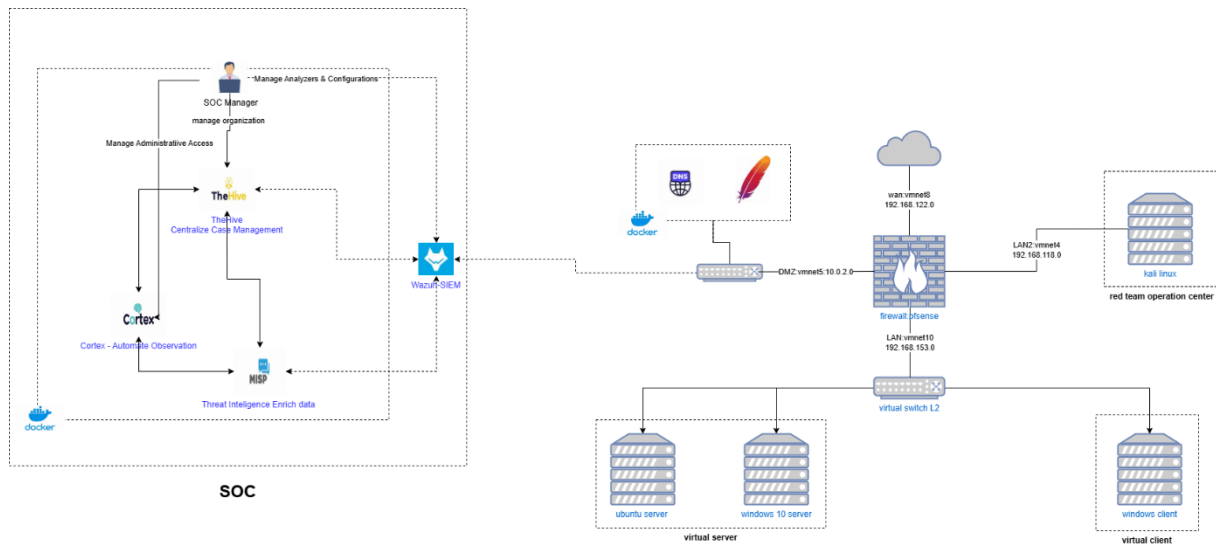 Manage Analyzers & Configurations
SOC Manager
manage organization
Manage Administrative Access
TheHive
TheHive
Centralize Case Management
Cortex
Cortex - Automate Observation
MISP
Threat Inteligence Enrich data
docker
SOC
Wazuh-SIEM
DNS
docker
DMZ:vmnet5:10.0.2.0
wan:vmnet8
192.168.122.0
firewall:pfsense
LAN2:vmnet4
192.168.118.0
kali linux
red team operation center
LAN:vmnet10
192.168.153.0
virtual switch L2
ubuntu server
windows 10 server
virtual server
windows client
virtual client